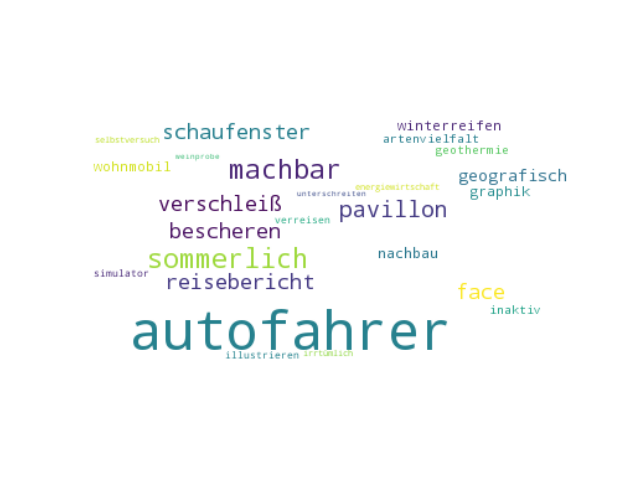 winterreifen
schaufenster
artenvielfalt
selbstversuch
geothermie
weinprobe
wohnmobil
machbar
geografisch
energiewirtschaft
graphik
unterschreiten
verschleiß
pavillon
verreisen
bescheren
nachbau
sommerlich
simulator
reisebericht
face
inaktiv
autofahrer
irrtümlich
illustrieren